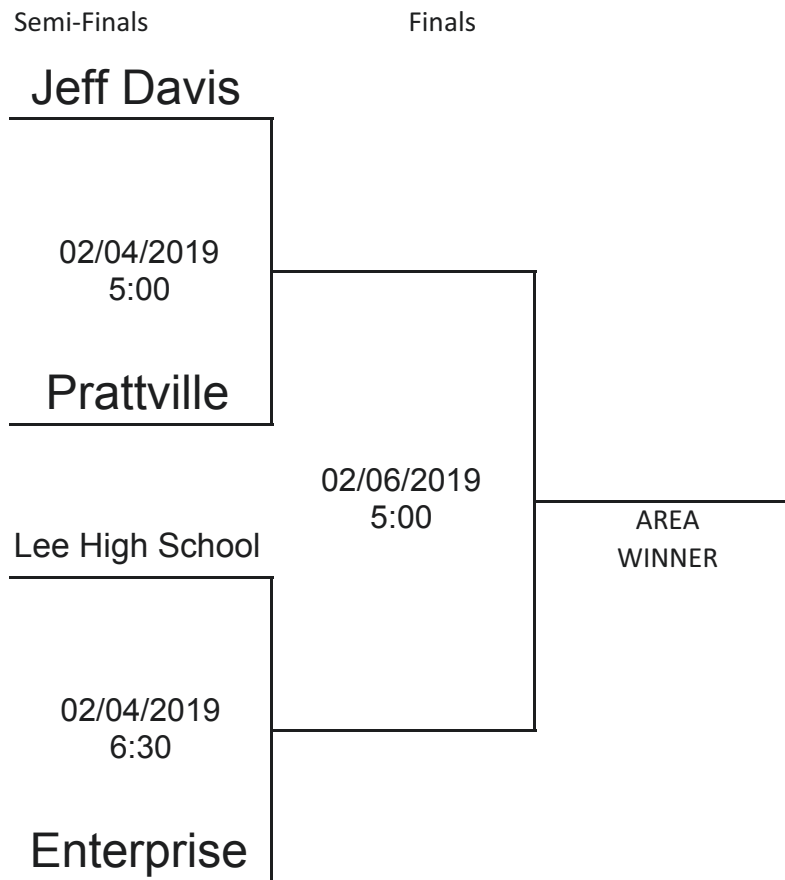 Semi-Finals
Finals
Jeff Davis
02/04/2019
5:00
Prattville
02/06/2019
5:00
Lee High School
AREA
WINNER
02/04/2019
6:30
Enterprise